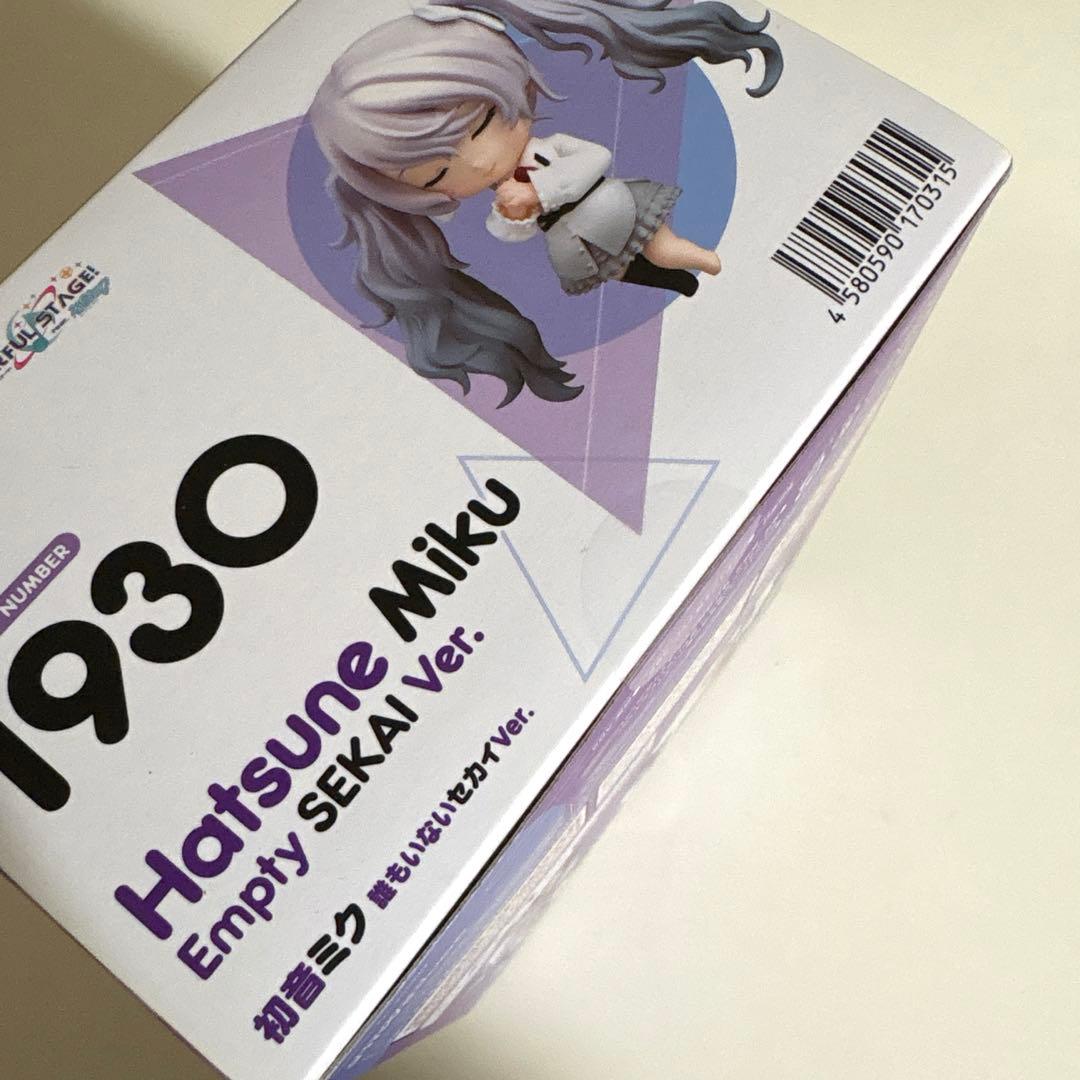 RFUL STAGE!
NUMBER
1930
Hatsune Miku
Empty SEKAI Ver.
初音ミク 誰もいないセカイVer.
4 580590 170315